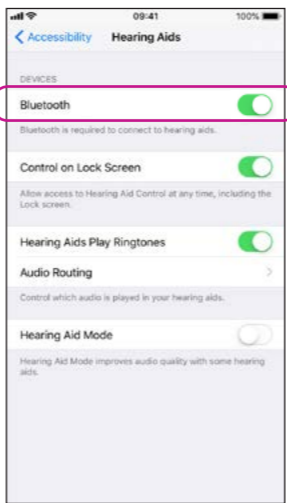 09:41 100%
Accessibility Hearing Aids
DEVICES
Bluetooth
Bluetooth is required to connect to hearing aids.
Control on Lock Screen
Allow access to Hearing Aid Control at any time, including the
Lock screen.
Hearing Aids Play Ringtones
Audio Routing
Control which audio is played in your hearing aids.
Hearing Aid Mode
Hearing Aid Mode improves audio quality with some hearing
aids.